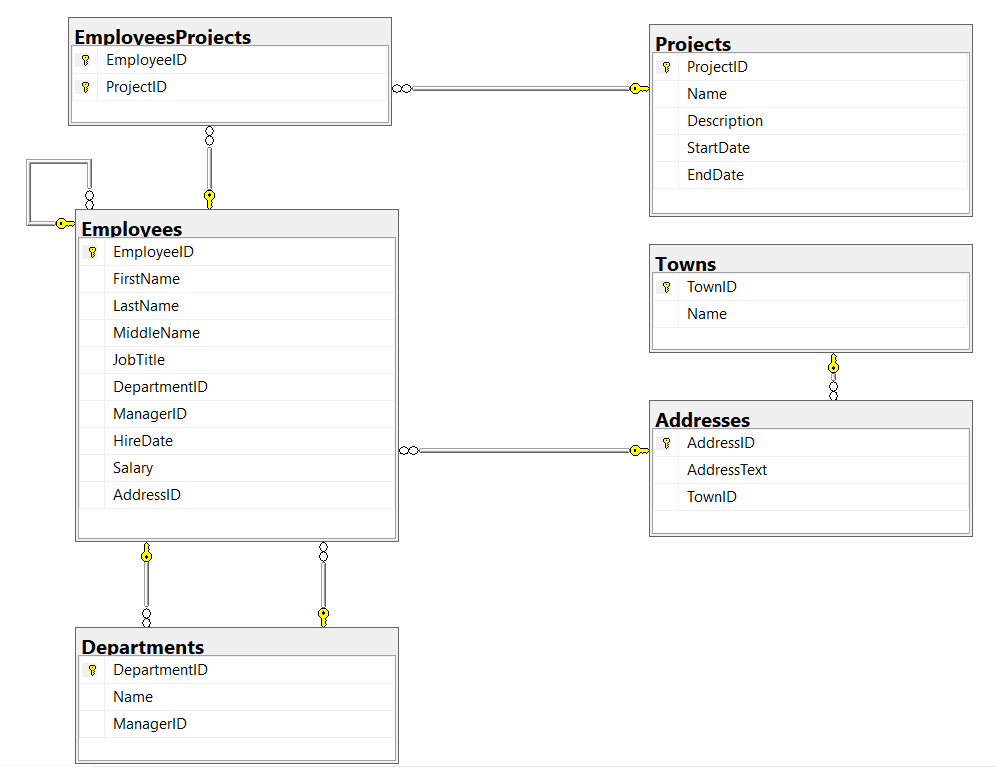 EmployeesProjects
EmployeeID
ProjectID
Projects
ProjectID
Name
Description
StartDate
EndDate
Employees
EmployeeID
FirstName
LastName
MiddleName
JobTitle
DepartmentID
ManagerID
HireDate
Salary
AddressID
Towns
TownID
Name
Addresses
AddressID
AddressText
TownID
Departments
DepartmentID
Name
ManagerID